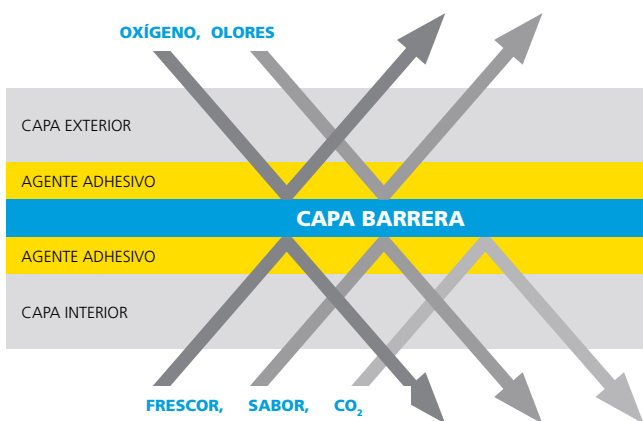 OXÍGENO, OLORES
CAPA EXTERIOR
AGENTE ADHESIVO
CAPA BARRERA
AGENTE ADHESIVO
CAPA INTERIOR
FRESCOR, SABOR, CO₂